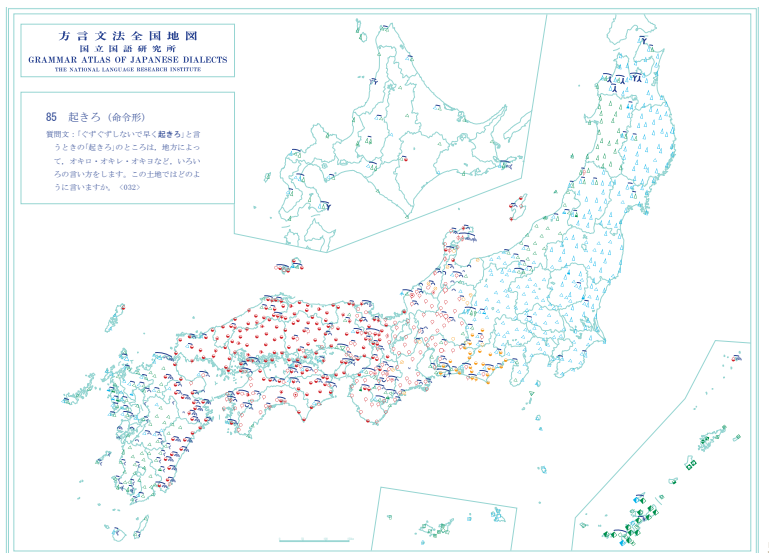 方言文法全国地図
国立国語研究所
GRAMMAR ATLAS OF JAPANESE DIALECTS
THE NATIONAL LANGUAGE RESEARCH INSTITUTE
85 起きろ（命令形）
質問文：「ぐずぐずしないで早く起きろ」と言
うときの「起きろ」のところは，地方によっ
て，オキロ・オキレ・オキヨなど，いろい
ろの言い方をします。この土地ではどのよ
うに言いますか。〈032〉